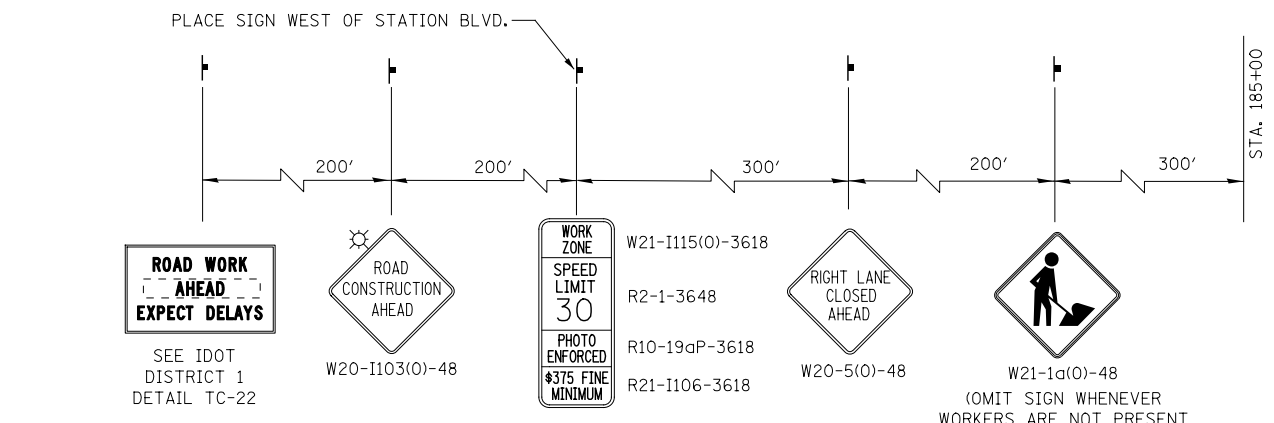 PLACE SIGN WEST OF STATION BLVD.
STA. 185+00
200'
200'
300'
200'
300'
ROAD WORK
AHEAD
EXPECT DELAYS
SEE IDOT
DISTRICT 1
DETAIL TC-22
ROAD
CONSTRUCTION
AHEAD
W20-I103(O)-48
WORK
ZONE
SPEED
LIMIT
30
PHOTO
ENFORCED
$375 FINE
MINIMUM
W21-I115(O)-3618
R2-1-3648
R10-19aP-3618
R21-I106-3618
RIGHT LANE
CLOSED
AHEAD
W20-5(O)-48
W21-1a(O)-48
(OMIT SIGN WHENEVER
WORKERS ARE NOT PRESENT